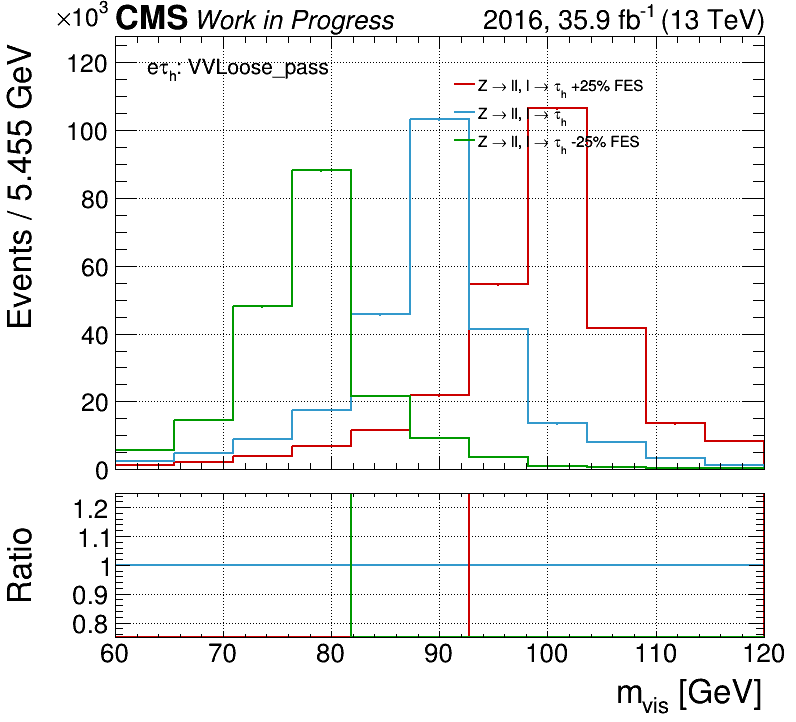 ×10³ CMS Work in Progress 2016, 35.9 fb⁻¹ (13 TeV)
eτₕ: VVLoose_pass
Z → ll, l → τₕ +25% FES
Z → ll, l → τₕ
Z → ll, l → τₕ -25% FES
Events / 5.455 GeV
120
100
80
60
40
20
0
Ratio
1.2
1.1
1
0.9
0.8
60 70 80 90 100 110 120
m_vis [GeV]